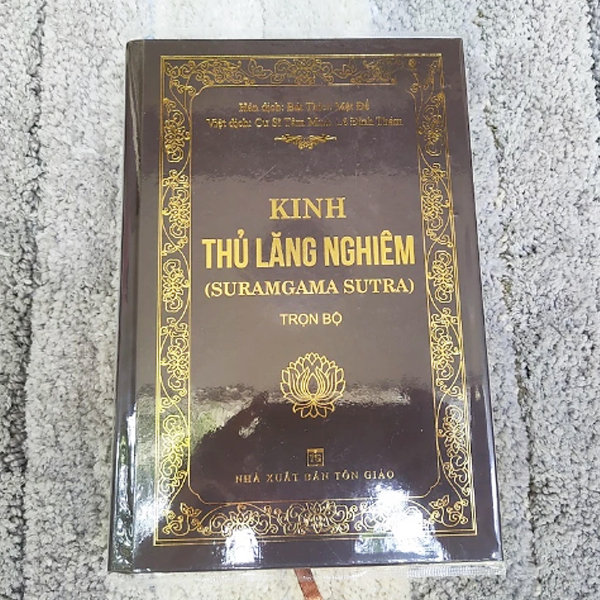 Hán dịch: Bát Thích Mật Đế
Việt dịch: Cư Sĩ Tâm Minh Lê Đình Thám
KINH
THỦ LĂNG NGHIÊM
(SURAMGAMA SUTRA)
TRỌN BỘ
NHÀ XUẤT BẢN TÔN GIÁO